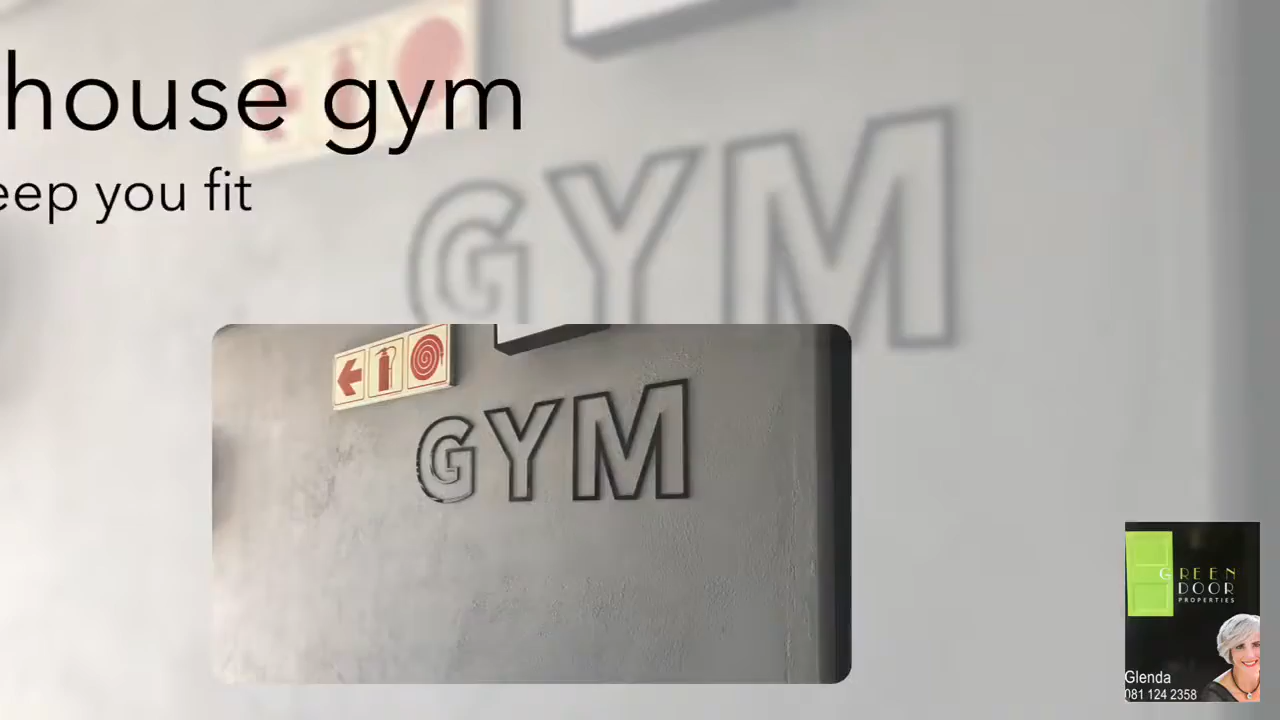 house gym
eep you fit
GYM
GYM
GREEN
DOOR
PROPERTIES
Glenda
081 124 2358